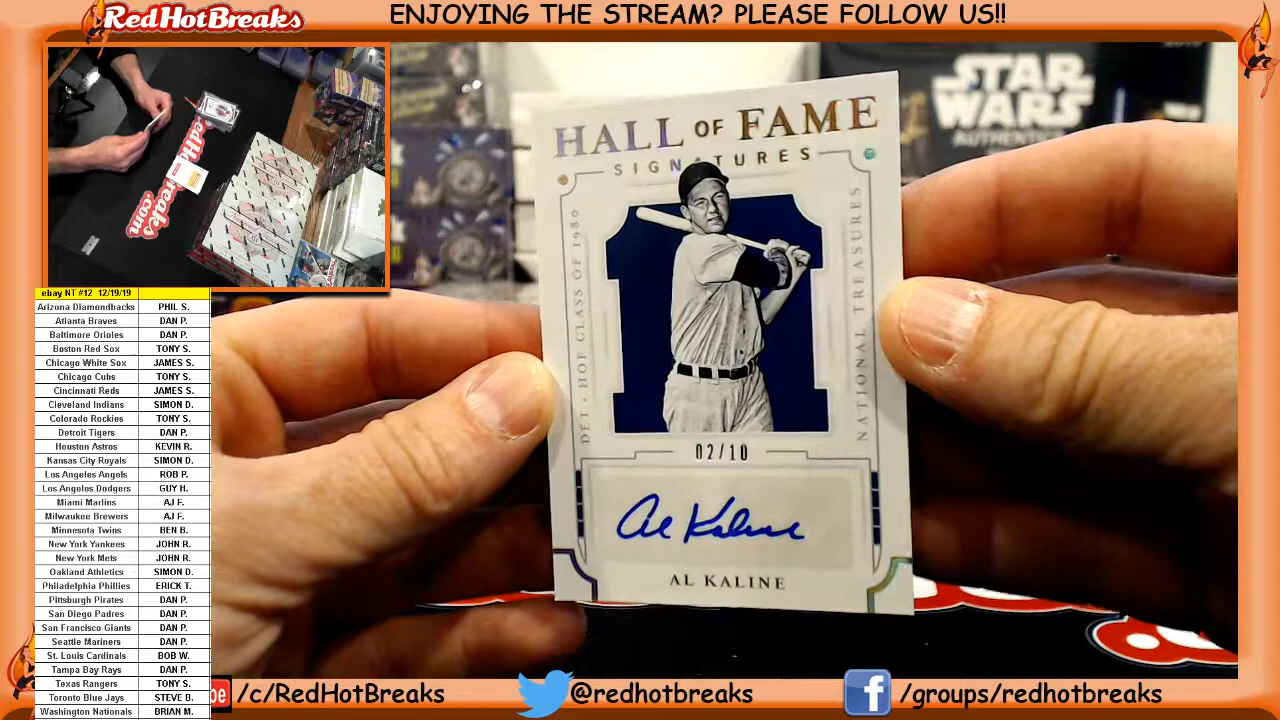 RedHotBreaks
ENJOYING THE STREAM? PLEASE FOLLOW US!!
STAR
WARS
AUTHENTICS
HALL OF FAME
SIGNATURES
DET • HOF CLASS OF 1980
NATIONAL TREASURES
02/10
Al Kaline
AL KALINE
ebay NT #12 12/19/19
Arizona Diamondbacks PHIL S.
Atlanta Braves DAN P.
Baltimore Orioles DAN P.
Boston Red Sox TONY S.
Chicago White Sox JAMES S.
Chicago Cubs TONY S.
Cincinnati Reds JAMES S.
Cleveland Indians SIMON D.
Colorado Rockies TONY S.
Detroit Tigers DAN P.
Houston Astros KEVIN R.
Kansas City Royals SIMON D.
Los Angeles Angels ROB P.
Los Angeles Dodgers GUY H.
Miami Marlins AJ F.
Milwaukee Brewers AJ F.
Minnesota Twins BEN B.
New York Yankees JOHN R.
New York Mets JOHN R.
Oakland Athletics SIMON D.
Philadelphia Phillies ERICK T.
Pittsburgh Pirates DAN P.
San Diego Padres DAN P.
San Francisco Giants DAN P.
Seattle Mariners DAN P.
St. Louis Cardinals BOB W.
Tampa Bay Rays DAN P.
Texas Rangers TONY S.
Toronto Blue Jays STEVE B.
Washington Nationals BRIAN M.
/c/RedHotBreaks
@redhotbreaks
f /groups/redhotbreaks